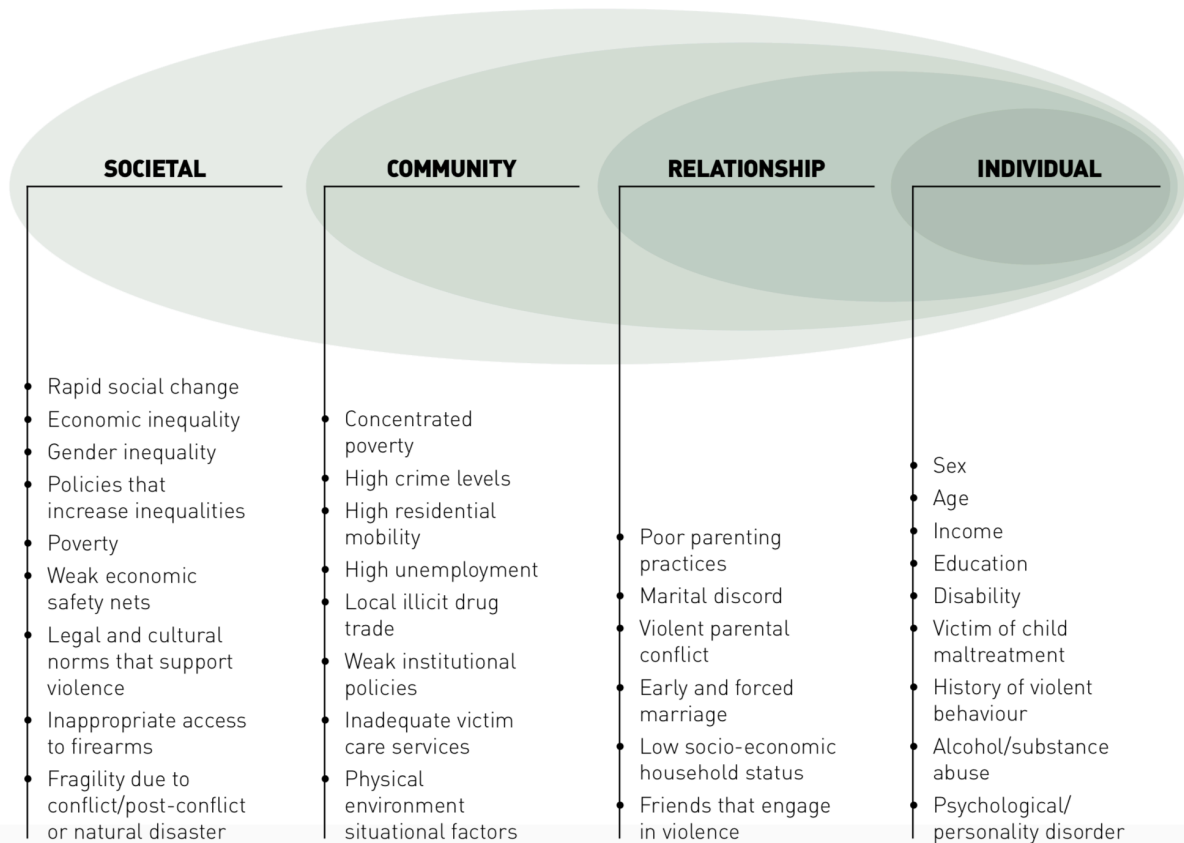 SOCIETAL
Rapid social change
Economic inequality
Gender inequality
Policies that
increase inequalities
Poverty
Weak economic
safety nets
Legal and cultural
norms that support
violence
Inappropriate access
to firearms
Fragility due to
conflict/post-conflict
or natural disaster
COMMUNITY
Concentrated
poverty
High crime levels
High residential
mobility
High unemployment
Local illicit drug
trade
Weak institutional
policies
Inadequate victim
care services
Physical
environment
situational factors
RELATIONSHIP
Poor parenting
practices
Marital discord
Violent parental
conflict
Early and forced
marriage
Low socio-economic
household status
Friends that engage
in violence
INDIVIDUAL
Sex
Age
Income
Education
Disability
Victim of child
maltreatment
History of violent
behaviour
Alcohol/substance
abuse
Psychological/
personality disorder